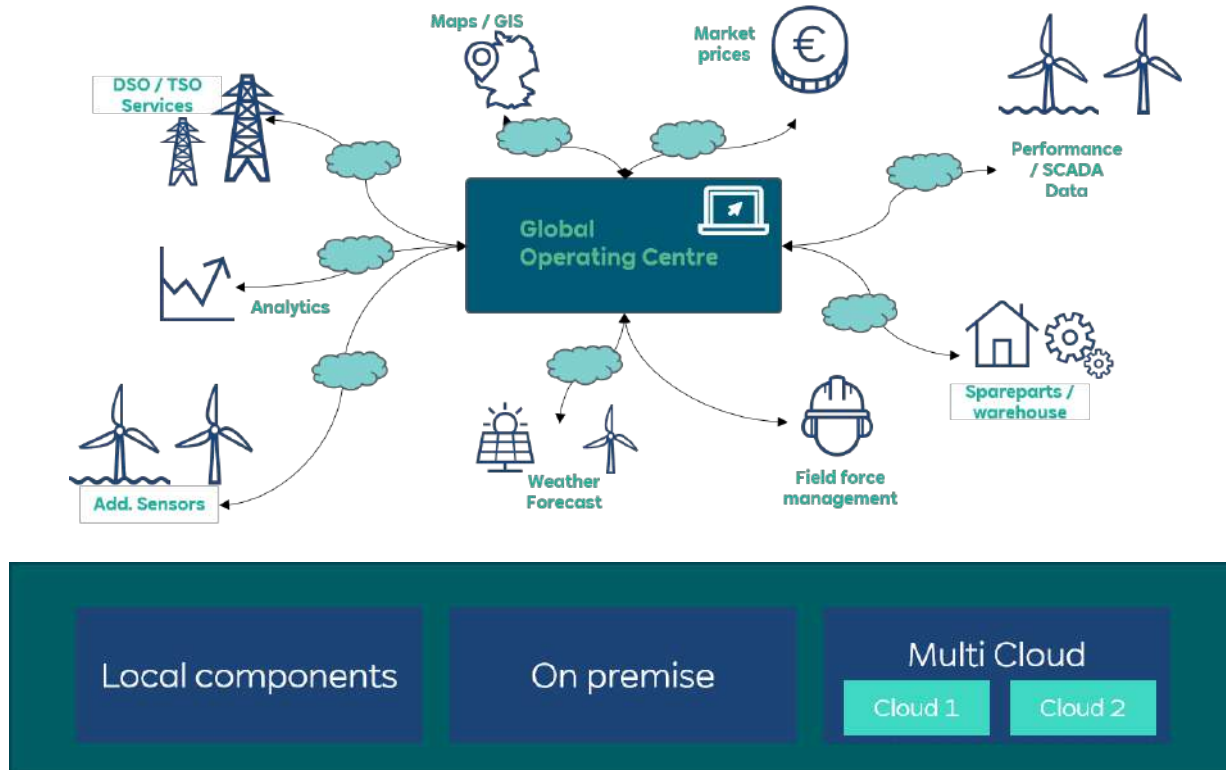 Maps / GIS
Market
prices
€
DSO / TSO
Services
Performance
/ SCADA
Data
Global
Operating Centre
Analytics
Spareparts /
warehouse
Add. Sensors
Weather
Forecast
Field force
management
Local components
On premise
Multi Cloud
Cloud 1
Cloud 2